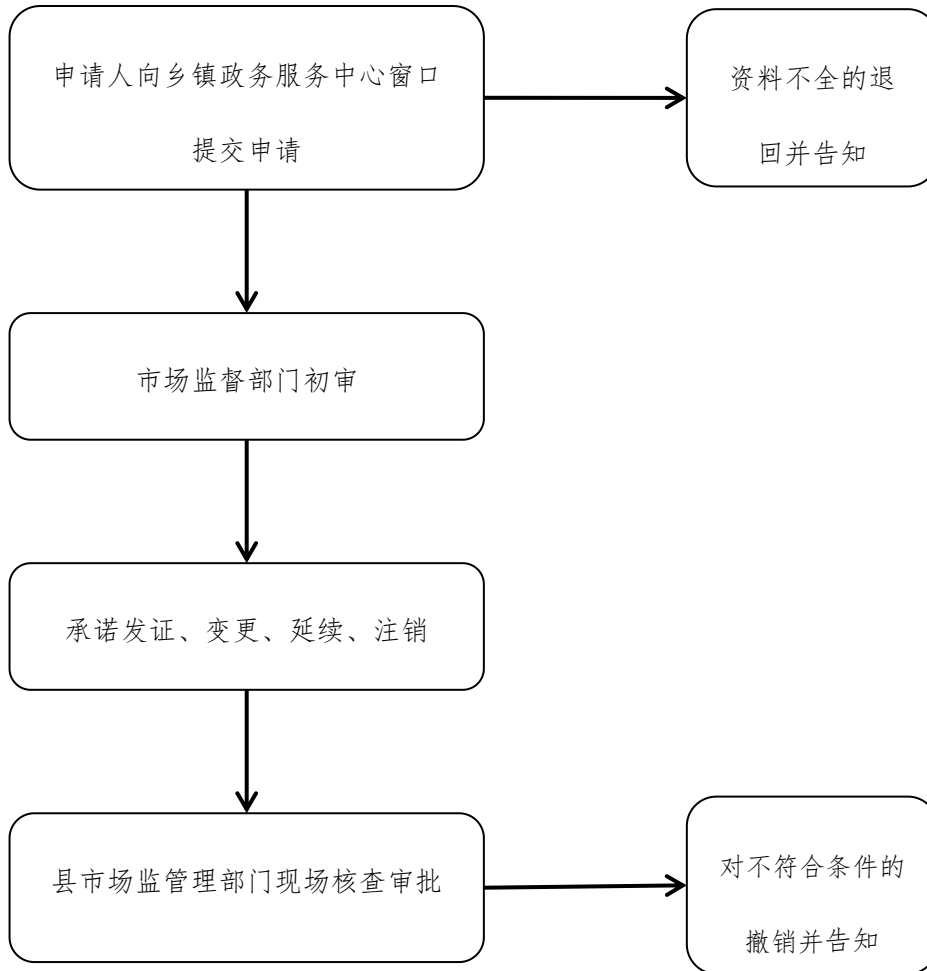 申请人向乡镇政务服务中心窗口
提交申请
资料不全的退
回并告知
市场监督部门初审
承诺发证、变更、延续、注销
县市场监管理部门现场核查审批
对不符合条件的
撤销并告知